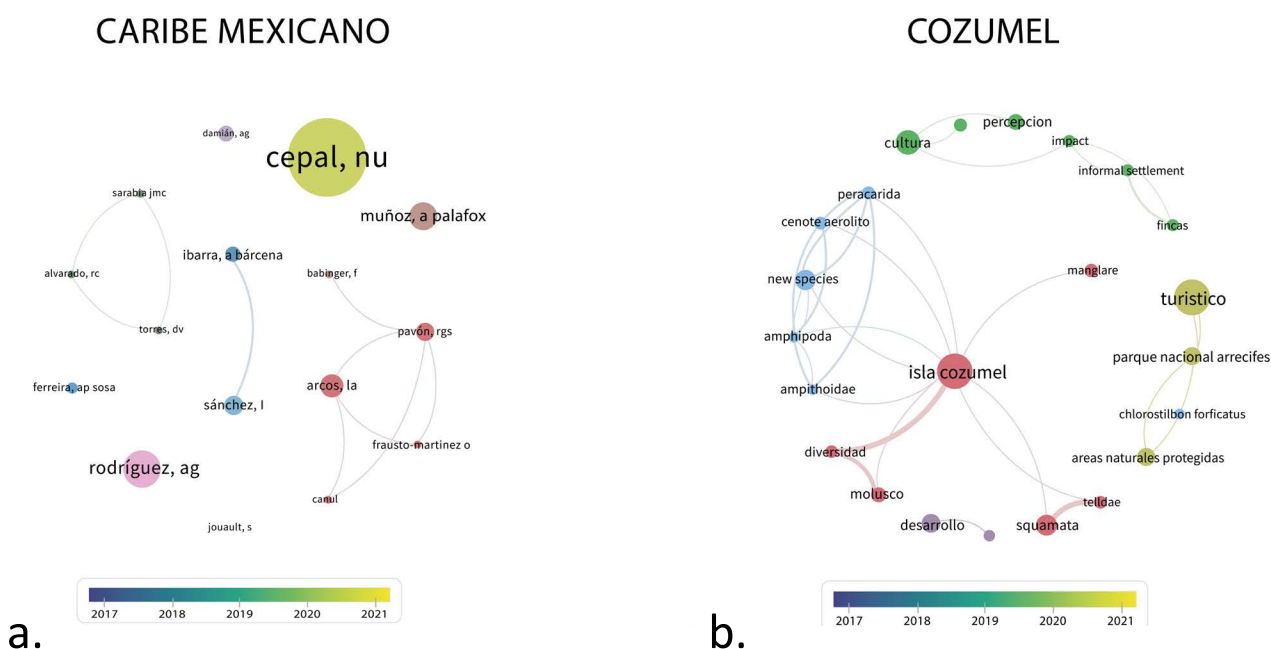 CARIBE MEXICANO
damián, ag
cepal, nu
sarabia jmc
muñoz, a palafox
ibarra, a bárcena
alvarado, rc
babinger, f
torres, dv
pavón, rgs
ferreira, ap sosa
arcos, la
sánchez, l
frausto-martinez o
rodríguez, ag
canul
jouault, s
2017 2018 2019 2020 2021
a.
COZUMEL
percepcion
cultura
impact
informal settlement
peracarida
cenote aerolito
fincas
manglare
new species
turistico
amphipoda
parque nacional arrecifes
isla cozumel
ampithoidae
chlorostilbon forficatus
diversidad
areas naturales protegidas
molusco
telldae
desarrollo
squamata
2017 2018 2019 2020 2021
b.